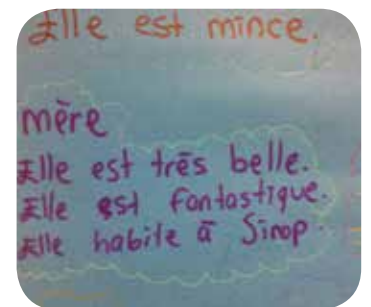 Elle est mince.
mère
Elle est très belle.
Elle est fantastique.
Elle habite à Sinop.